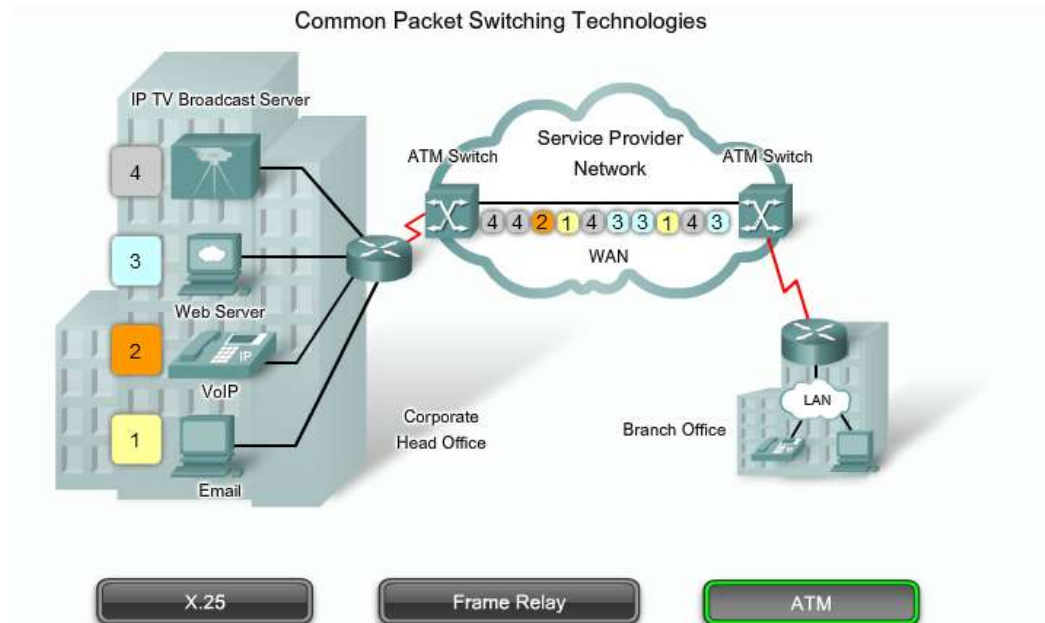 Common Packet Switching Technologies
IP TV Broadcast Server
4
3
Web Server
2
IP
VoIP
1
Email
Corporate
Head Office
ATM Switch
Service Provider
Network
ATM Switch
4 4 2 1 4 3 3 1 4 3
WAN
Branch Office
LAN
X.25
Frame Relay
ATM